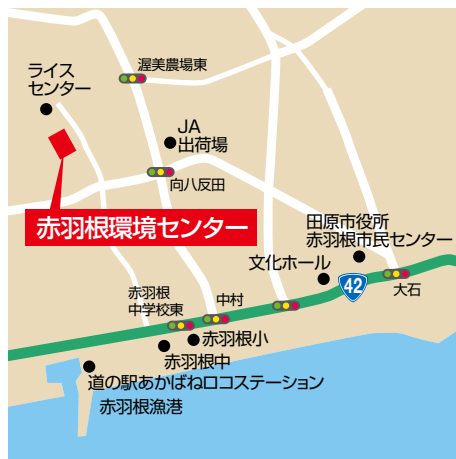 ライス
センター
渥美農場東
JA
出荷場
向八反田
赤羽根環境センター
田原市役所
赤羽根市民センター
文化ホール
42
大石
赤羽根
中学校東
中村
赤羽根小
赤羽根中
道の駅あかばねロコステーション
赤羽根漁港